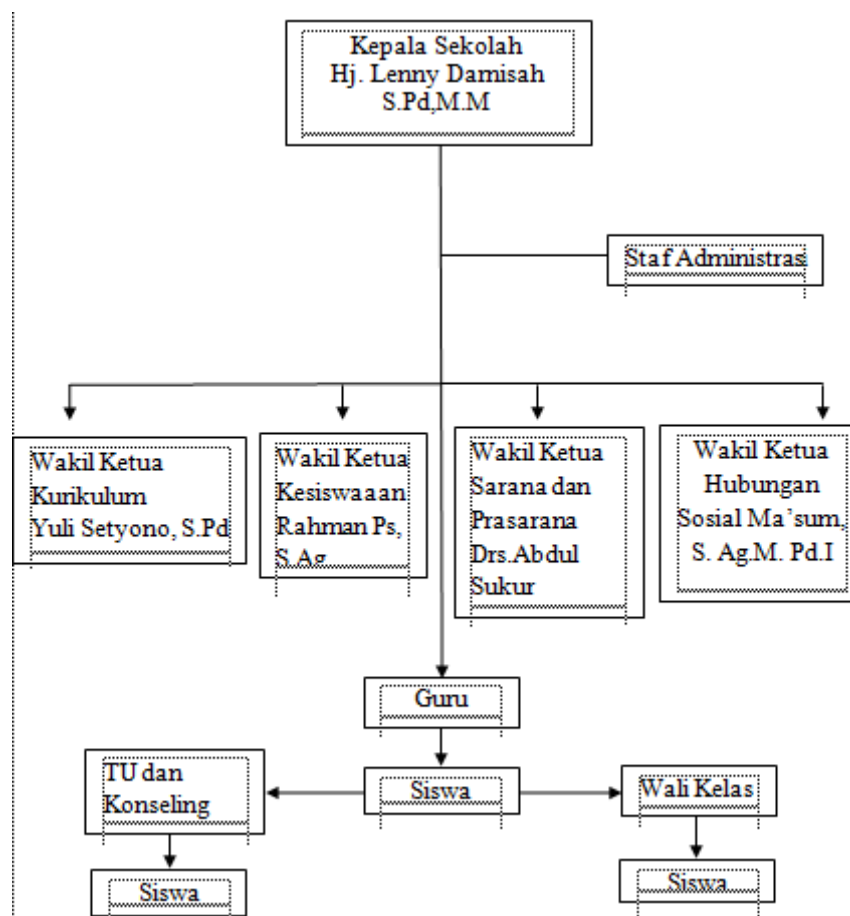 Kepala Sekolah
Hj. Lenny Damisah
S.Pd,M.M
Staf Administras
Wakil Ketua
Kurikulum
Yuli Setyono, S.Pd
Wakil Ketua
Kesiswaaan
Rahman Ps,
S.Ag
Wakil Ketua
Sarana dan
Prasarana
Drs.Abdul
Sukur
Wakil Ketua
Hubungan
Sosial Ma’sum,
S. Ag.M. Pd.I
Guru
Siswa
TU dan
Konseling
Wali Kelas
Siswa
Siswa